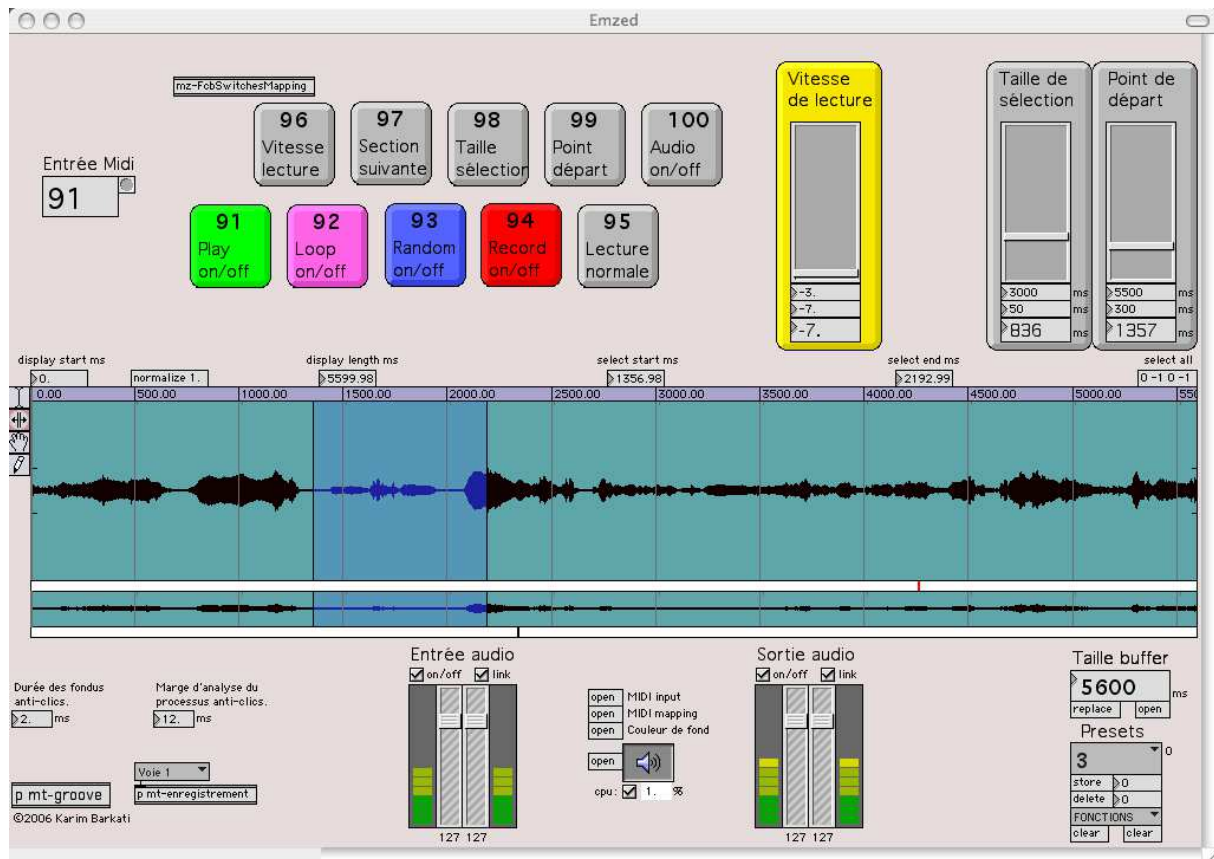 Emzed
mz-FcbSwitchesMapping
Entrée Midi
91
96
Vitesse
lecture
97
Section
suivante
98
Taille
sélection
99
Point
départ
100
Audio
on/off
91
Play
on/off
92
Loop
on/off
93
Random
on/off
94
Record
on/off
95
Lecture
normale
Vitesse
de lecture
-3.
-7.
-7.
Taille de
sélection
3000 ms
50 ms
836 ms
Point de
départ
5500 ms
300 ms
1357 ms
display start ms
0.
normalize 1.
display length ms
5599.98
select start ms
1356.98
select end ms
2192.99
select all
0 -1 0 -1
0.00 500.00 1000.00 1500.00 2000.00 2500.00 3000.00 3500.00 4000.00 4500.00 5000.00 550
Durée des fondus
anti-clics.
2. ms
Marge d'analyse du
processus anti-clics.
12. ms
Voie 1
p mt-groove
p mt-enregistrement
©2006 Karim Barkati
Entrée audio
on/off link
127 127
open MIDI input
open MIDI mapping
open Couleur de fond
open
cpu: 1. %
Sortie audio
on/off link
127 127
Taille buffer
5600 ms
replace open
Presets
3 0
store 0
delete 0
FONCTIONS
clear clear